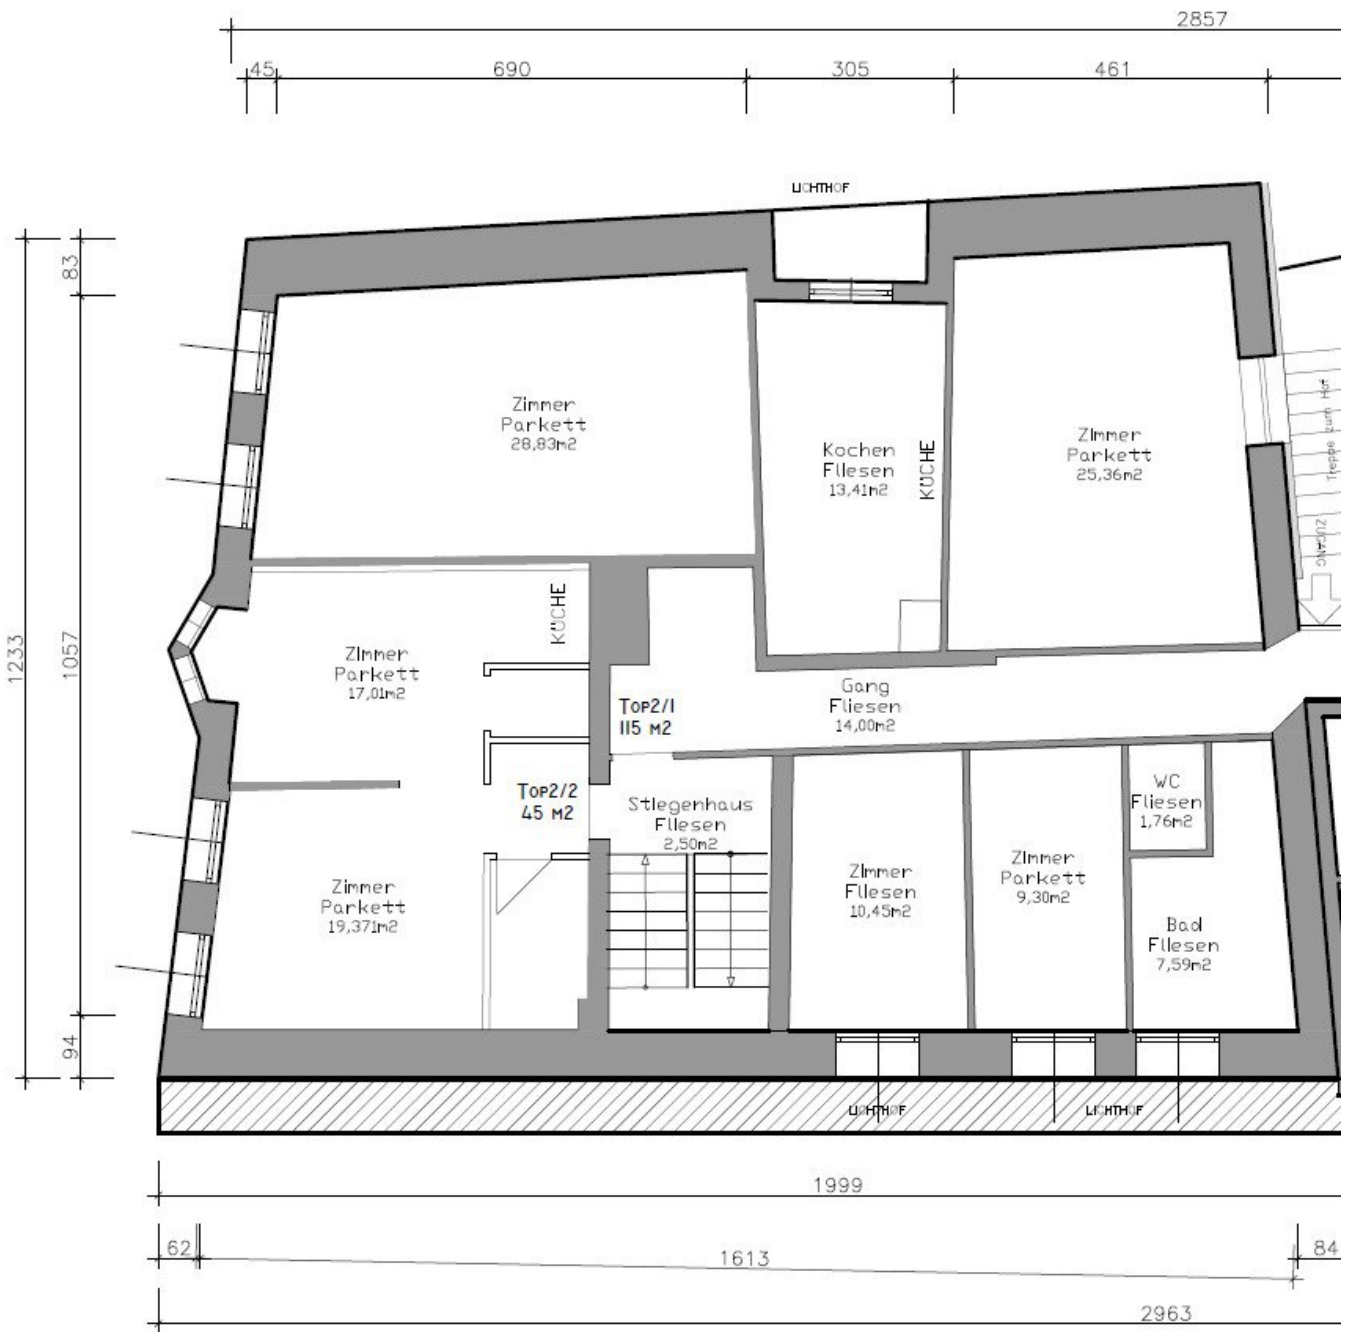 2857
45
690
305
461
LICHTHOF
83
1233
1057
94
Zimmer
Parkett
28,83m2
Kochen
Fliesen
13,41m2
KÜCHE
Zimmer
Parkett
25,36m2
Treppe zum Hof
ZUGANG
KÜCHE
Zimmer
Parkett
17,01m2
Gang
Fliesen
14,00m2
Top2/1
115 m2
Top2/2
45 m2
Stiegenhaus
Fliesen
2,50m2
WC
Fliesen
1,76m2
Zimmer
Parkett
19,371m2
Zimmer
Fliesen
10,45m2
Zimmer
Parkett
9,30m2
Bad
Fliesen
7,59m2
LICHTHOF
LICHTHOF
1999
62
1613
84
2963